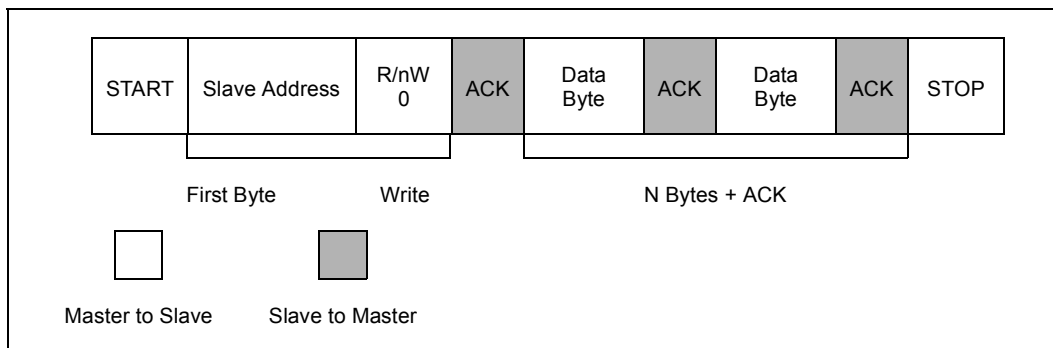 START
Slave Address
R/nW
0
ACK
Data
Byte
ACK
Data
Byte
ACK
STOP
First Byte
Write
N Bytes + ACK
Master to Slave
Slave to Master